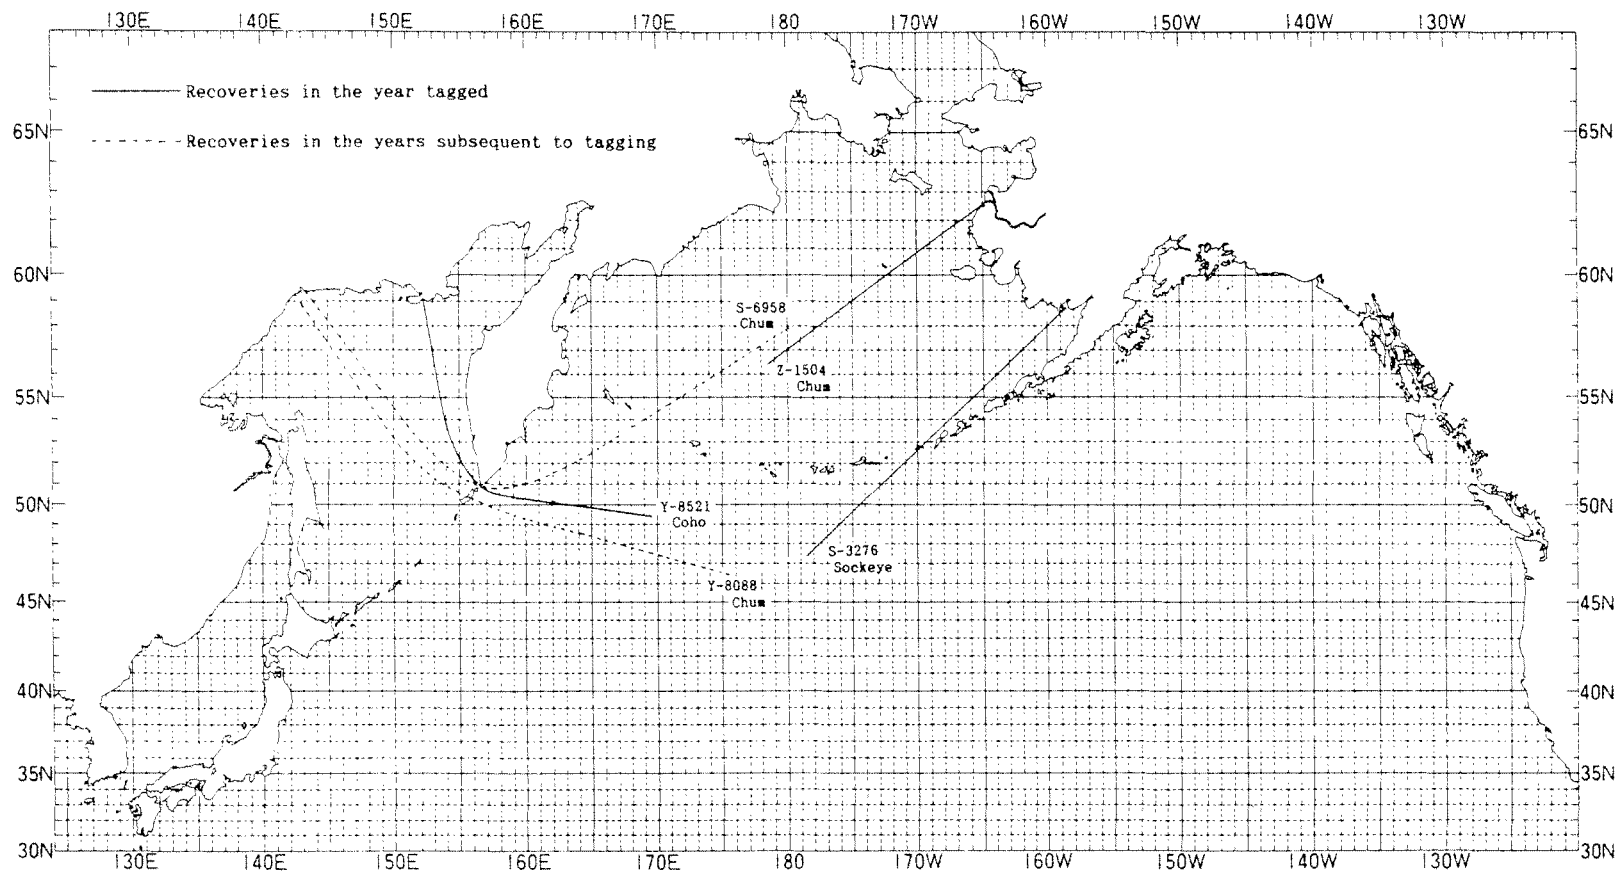 130E 140E 150E 160E 170E 180 170W 160W 150W 140W 130W
Recoveries in the year tagged
65N 65N
Recoveries in the years subsequent to tagging
60N 60N
S-6958
Chum
Z-1504
Chum
55N 55N
50N 50N
Y-8521
Coho
S-3276
Sockeye
Y-8088
Chum
45N 45N
40N 40N
35N 35N
30N 30N
130E 140E 150E 160E 170E 180 170W 160W 150W 140W 130W